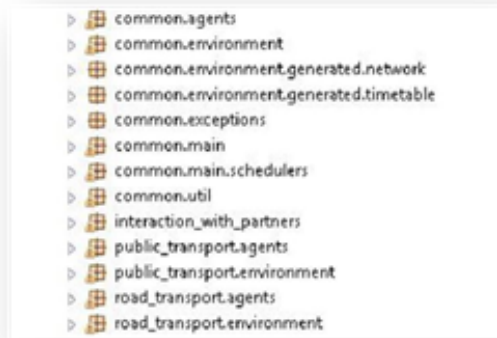 common.agents
common.environment
common.environment.generated.network
common.environment.generated.timetable
common.exceptions
common.main
common.main.schedulers
common.util
interaction_with_partners
public_transport.agents
public_transport.environment
road_transport.agents
road_transport.environment